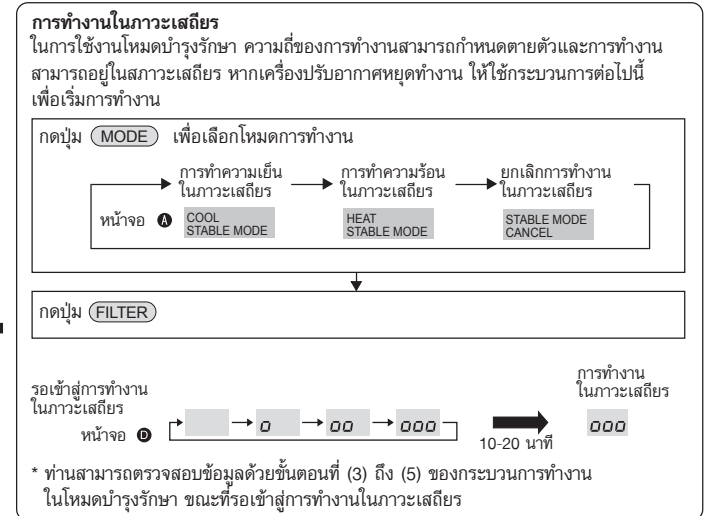 การทำงานในภาวะเสถียร
ในการใช้งานโหมดบำรุงรักษา ความถี่ของการทำงานสามารถกำหนดตายตัวและการทำงาน
สามารถอยู่ในสภาวะเสถียร หากเครื่องปรับอากาศหยุดทำงาน ให้ใช้กระบวนการต่อไปนี้
เพื่อเริ่มการทำงาน
กดปุ่ม MODE เพื่อเลือกโหมดการทำงาน
การทำความเย็น การทำความร้อน ยกเลิกการทำงาน
ในภาวะเสถียร ในภาวะเสถียร ในภาวะเสถียร
หน้าจอ A COOL HEAT STABLE MODE
STABLE MODE STABLE MODE CANCEL
กดปุ่ม FILTER
รอเข้าสู่การทำงาน การทำงาน
ในภาวะเสถียร ในภาวะเสถียร
หน้าจอ D o oo ooo 10-20 นาที ooo
* ท่านสามารถตรวจสอบข้อมูลด้วยขั้นตอนที่ (3) ถึง (5) ของกระบวนการทำงาน
ในโหมดบำรุงรักษา ขณะที่รอเข้าสู่การทำงานในภาวะเสถียร